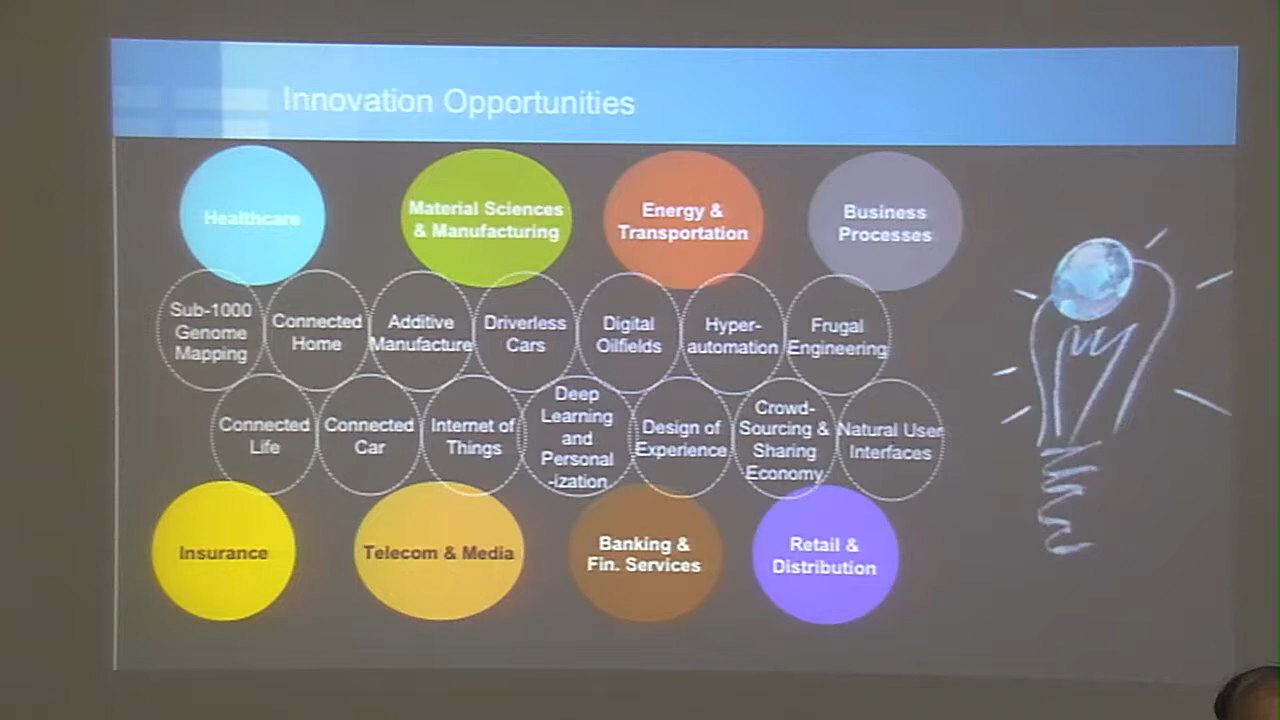 Innovation Opportunities
Healthcare
Material Sciences
& Manufacturing
Energy &
Transportation
Business
Processes
Sub-1000
Genome
Mapping
Connected
Home
Additive
Manufacture
Driverless
Cars
Digital
Oilfields
Hyper-
automation
Frugal
Engineering
Connected
Life
Connected
Car
Internet of
Things
Deep
Learning
and
Personal
-ization
Design of
Experience
Crowd-
Sourcing &
Sharing
Economy
Natural User
Interfaces
Insurance
Telecom & Media
Banking &
Fin. Services
Retail &
Distribution